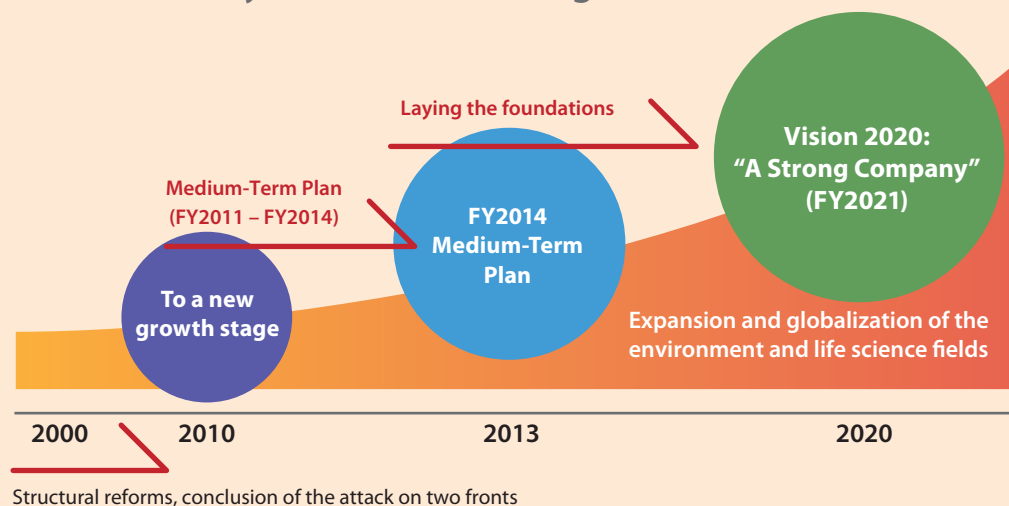 Laying the foundations
Vision 2020:
“A Strong Company”
(FY2021)
Medium-Term Plan
(FY2011 – FY2014)
FY2014
Medium-Term
Plan
To a new
growth stage
Expansion and globalization of the
environment and life science fields
2000 2010 2013 2020
Structural reforms, conclusion of the attack on two fronts